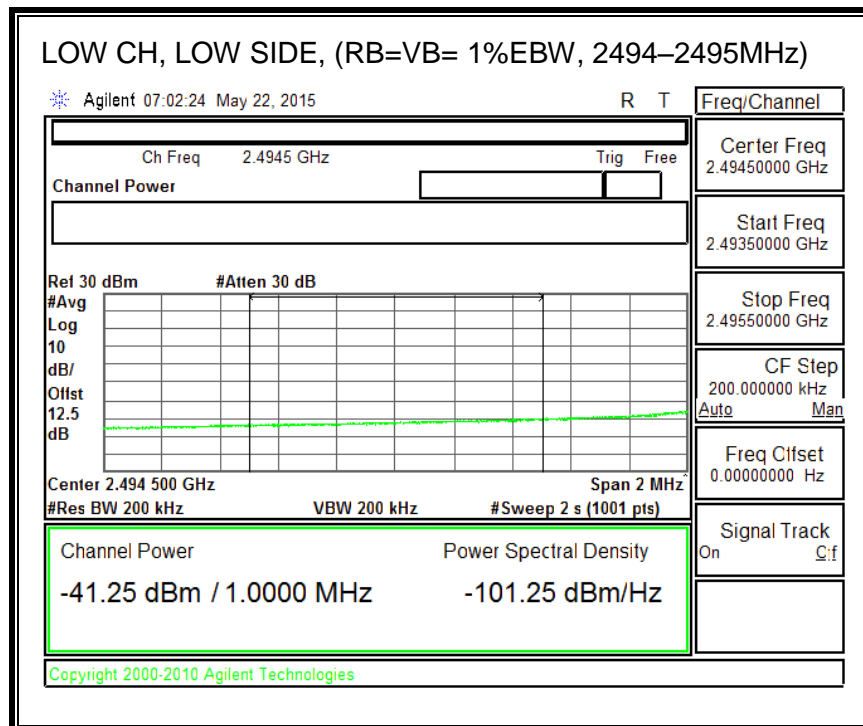 LOW CH, LOW SIDE, (RB=VB= 1%EBW, 2494–2495MHz)
Agilent 07:02:24 May 22, 2015 R T
Freq/Channel
Ch Freq 2.4945 GHz Trig Free
Channel Power
Center Freq
2.49450000 GHz
Start Freq
2.49350000 GHz
Stop Freq
2.49550000 GHz
CF Step
200.000000 kHz
Auto Man
Freq Offset
0.00000000 Hz
Signal Track
On Off
Ref 30 dBm #Atten 30 dB
#Avg
Log
10
dB/
Offst
12.5
dB
Center 2.494 500 GHz Span 2 MHz
#Res BW 200 kHz VBW 200 kHz #Sweep 2 s (1001 pts)
Channel Power Power Spectral Density
-41.25 dBm / 1.0000 MHz -101.25 dBm/Hz
Copyright 2000-2010 Agilent Technologies